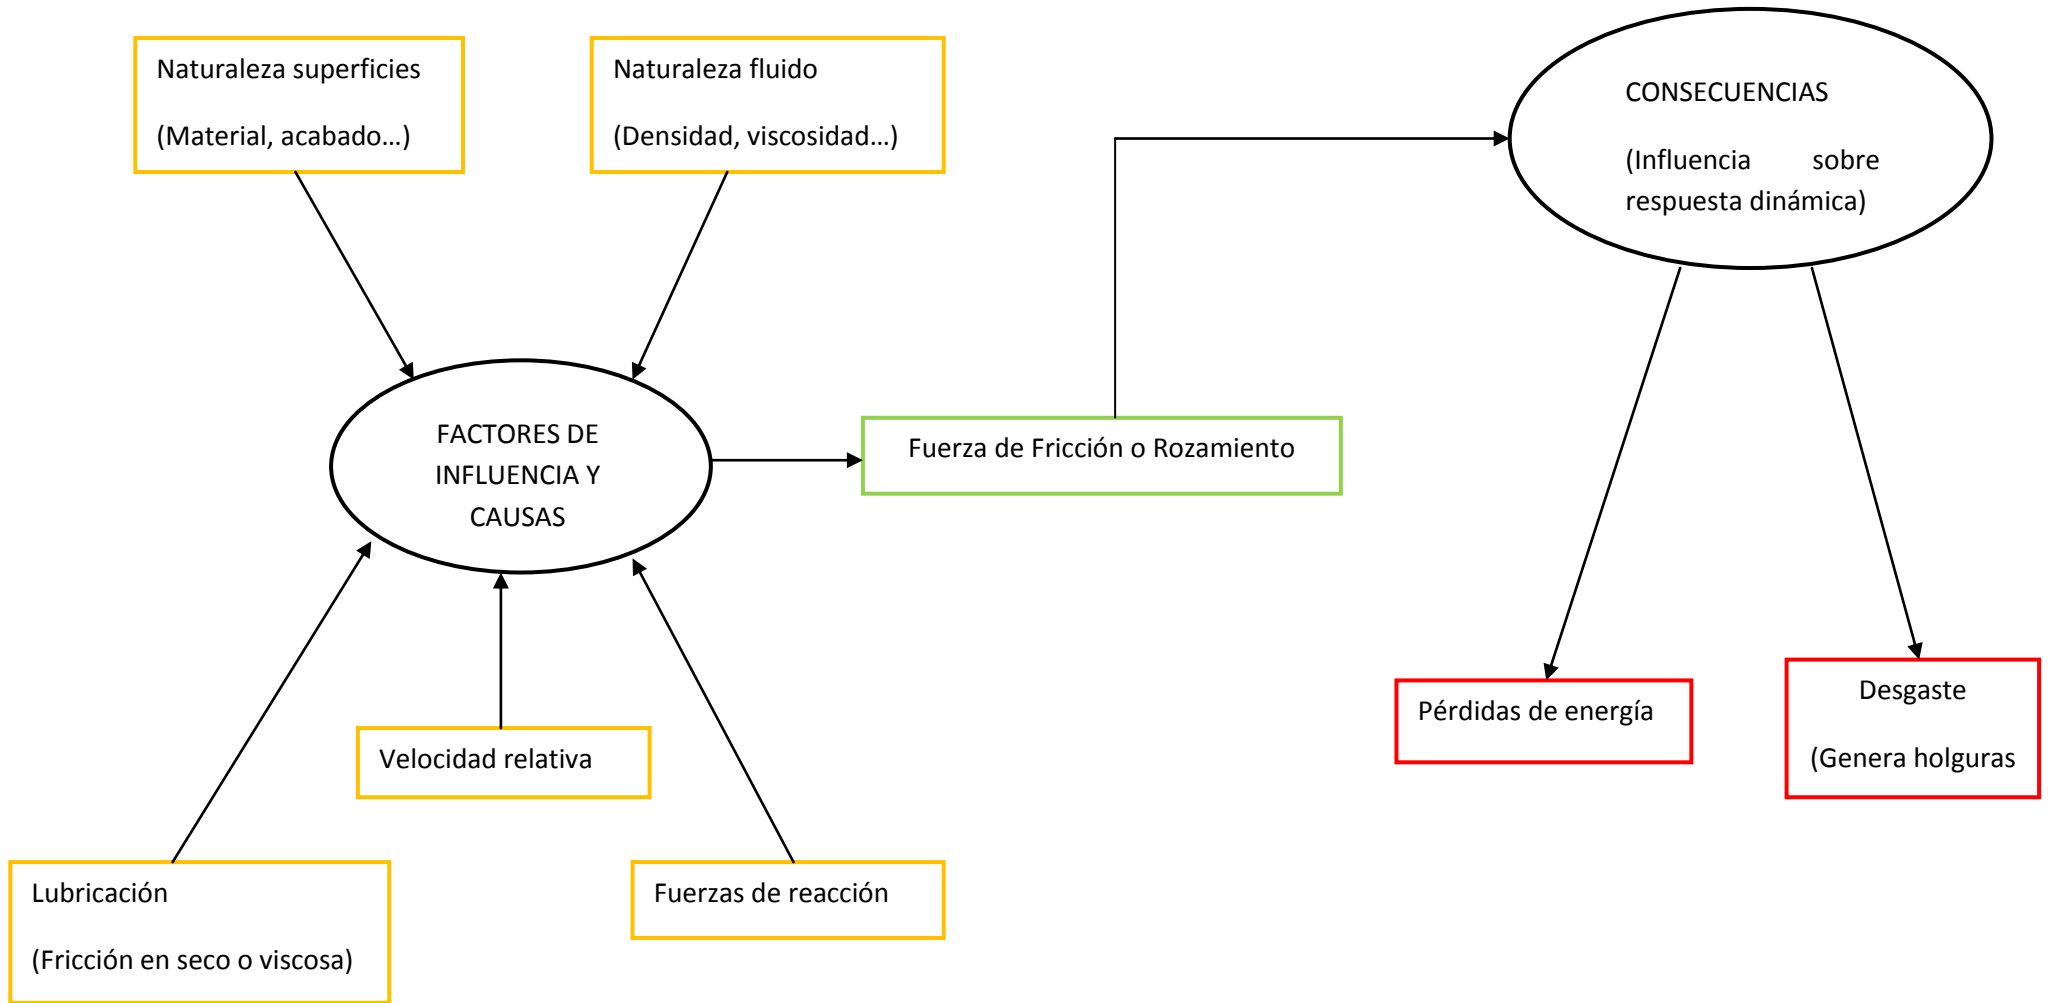 Naturaleza superficies
(Material, acabado…)
Naturaleza fluido
(Densidad, viscosidad…)
CONSECUENCIAS
(Influencia sobre
respuesta dinámica)
FACTORES DE
INFLUENCIA Y
CAUSAS
Fuerza de Fricción o Rozamiento
Velocidad relativa
Pérdidas de energía
Desgaste
(Genera holguras
Lubricación
(Fricción en seco o viscosa)
Fuerzas de reacción